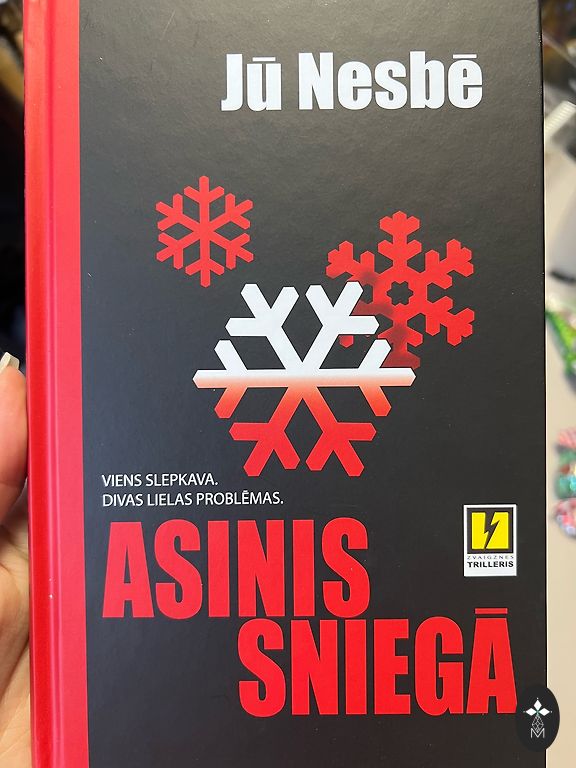 Jū Nesbē
VIENS SLEPKAVA.
DIVAS LIELAS PROBLĒMAS.
ZVAIGZNES
TRILLERIS
ASINIS
SNIEGĀ
M